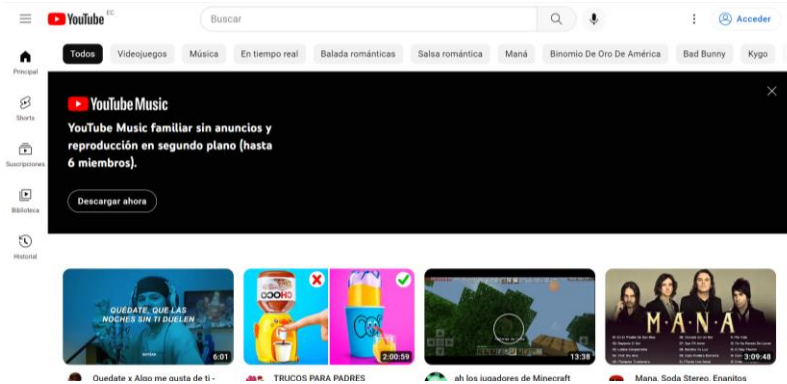 YouTube EC
Buscar
Acceder
Todos
Videojuegos
Música
En tiempo real
Balada románticas
Salsa romántica
Maná
Binomio De Oro De América
Bad Bunny
Kygo
Principal
Shorts
Suscripciones
Biblioteca
Historial
YouTube Music
YouTube Music familiar sin anuncios y
reproducción en segundo plano (hasta
6 miembros).
Descargar ahora
QUÉDATE, QUE LAS
NOCHES SIN TI DUELEN
6:01
CHOCO
2:00:59
13:38
M·A·N·A
3:09:48
Quedate x Algo me gusta de ti -
TRUCOS PARA PADRES
ah los jugadores de Minecraft
Mana, Soda Stereo, Enanitos